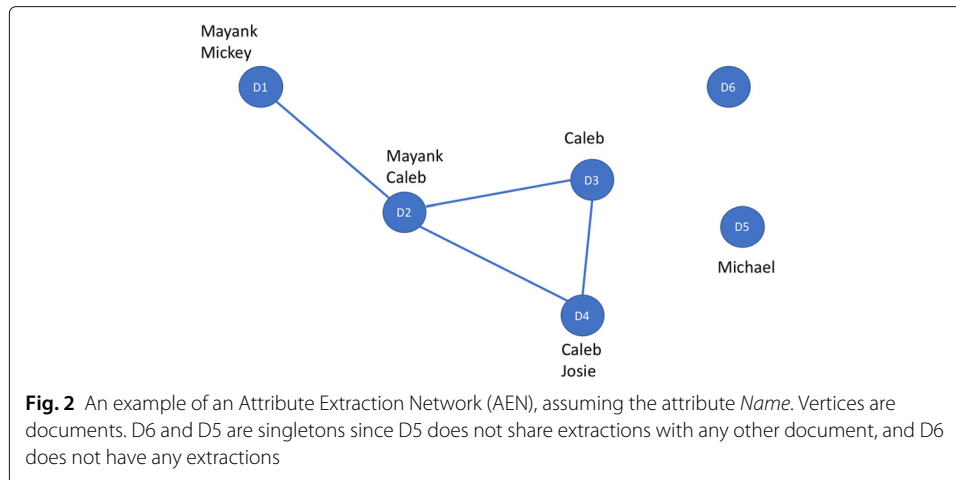 Mayank
Mickey
D1
D6
Mayank
Caleb
Caleb
D2
D3
D5
Michael
D4
Caleb
Josie
Fig. 2 An example of an Attribute Extraction Network (AEN), assuming the attribute Name. Vertices are
documents. D6 and D5 are singletons since D5 does not share extractions with any other document, and D6
does not have any extractions